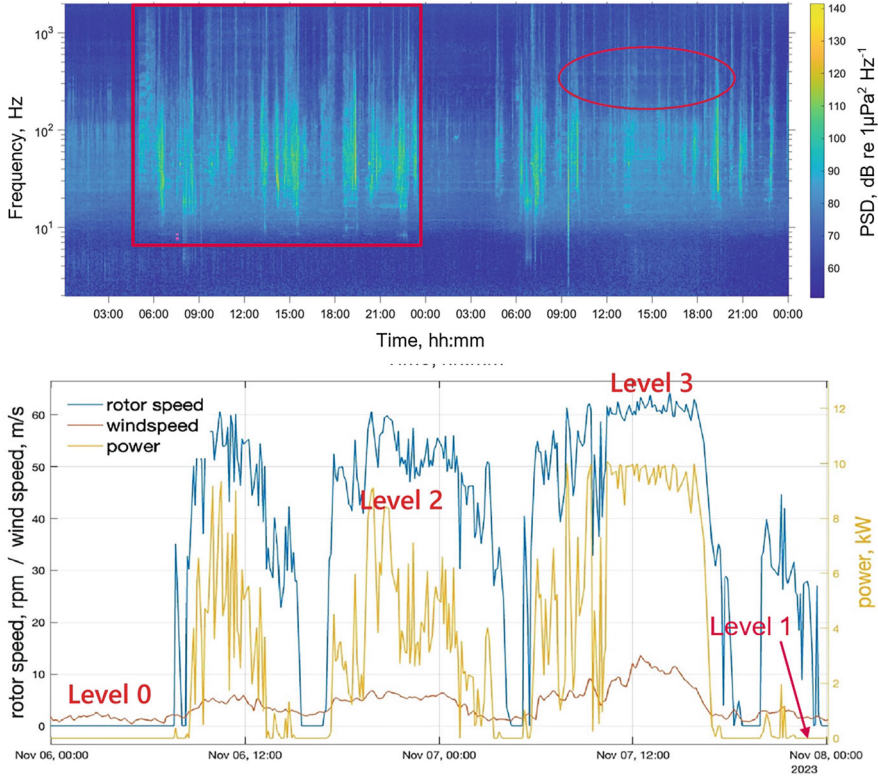 10³
10²
10¹
Frequency, Hz
03:00 06:00 09:00 12:00 15:00 18:00 21:00 00:00 03:00 06:00 09:00 12:00 15:00 18:00 21:00 00:00
Time, hh:mm
140
130
120
110
100
90
80
70
60
PSD, dB re 1μPa² Hz⁻¹
Level 3
rotor speed
windspeed
power
Level 2
Level 1
Level 0
60
50
40
30
20
10
0
rotor speed, rpm / wind speed, m/s
12
10
8
6
4
2
0
power, kW
Nov 06, 00:00 Nov 06, 12:00 Nov 07, 00:00 Nov 07, 12:00 Nov 08, 00:00
2023